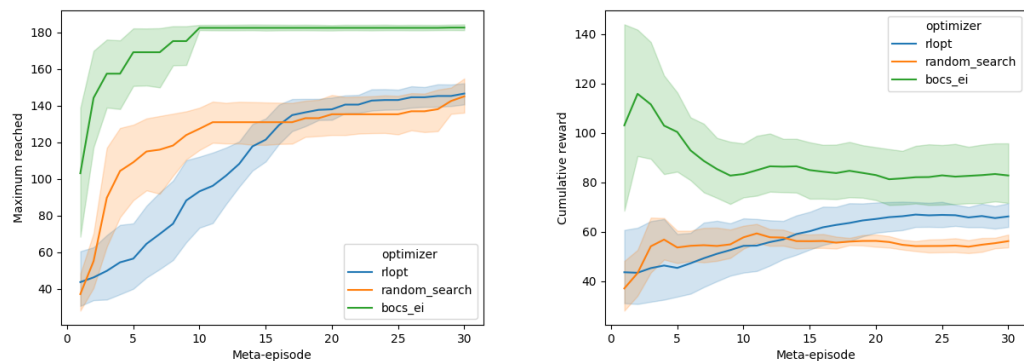 180
160
140
120
100
80
60
40
Maximum reached
0
5
10
15
20
25
30
Meta-episode
optimizer
rlopt
random_search
bocs_ei
140
120
100
80
60
40
Cumulative reward
0
5
10
15
20
25
30
Meta-episode
optimizer
rlopt
random_search
bocs_ei